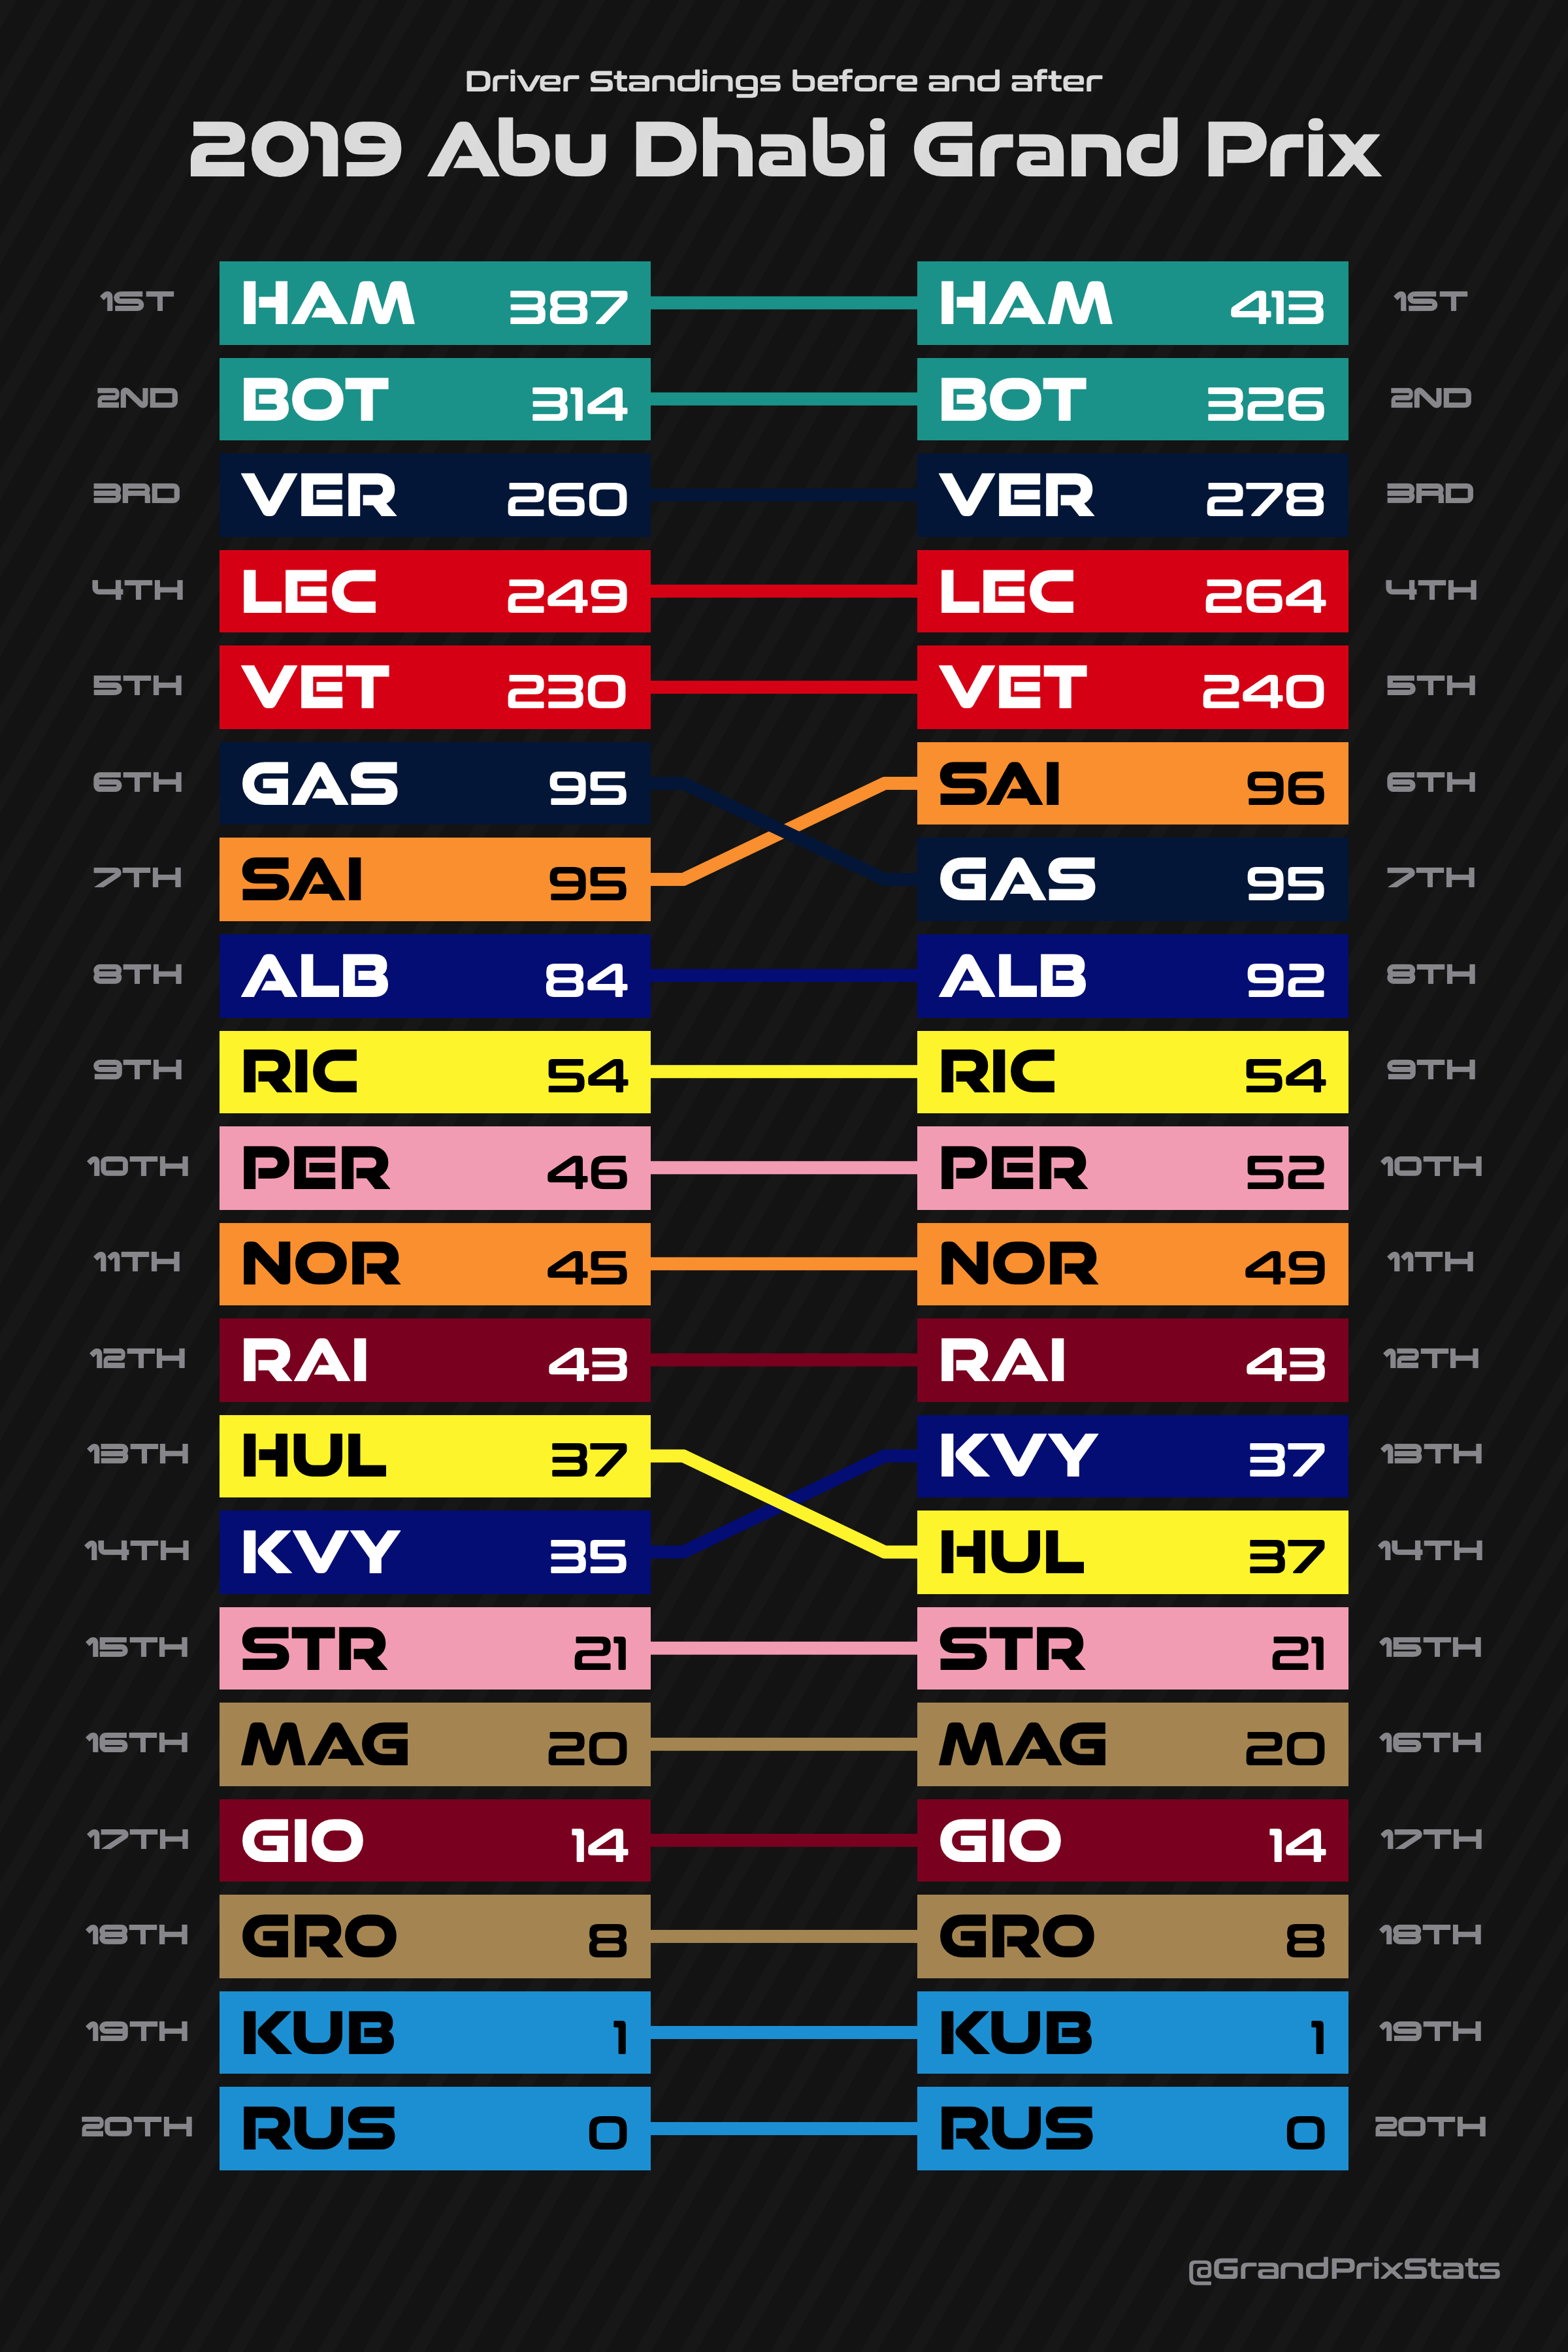 Driver Standings before and after
2019 Abu Dhabi Grand Prix
1ST HAM 387 HAM 413 1ST
2ND BOT 314 BOT 326 2ND
3RD VER 260 VER 278 3RD
4TH LEC 249 LEC 264 4TH
5TH VET 230 VET 240 5TH
6TH GAS 95 SAI 96 6TH
7TH SAI 95 GAS 95 7TH
8TH ALB 84 ALB 92 8TH
9TH RIC 54 RIC 54 9TH
10TH PER 46 PER 52 10TH
11TH NOR 45 NOR 49 11TH
12TH RAI 43 RAI 43 12TH
13TH HUL 37 KVY 37 13TH
14TH KVY 35 HUL 37 14TH
15TH STR 21 STR 21 15TH
16TH MAG 20 MAG 20 16TH
17TH GIO 14 GIO 14 17TH
18TH GRO 8 GRO 8 18TH
19TH KUB 1 KUB 1 19TH
20TH RUS 0 RUS 0 20TH
@GrandPrixStats